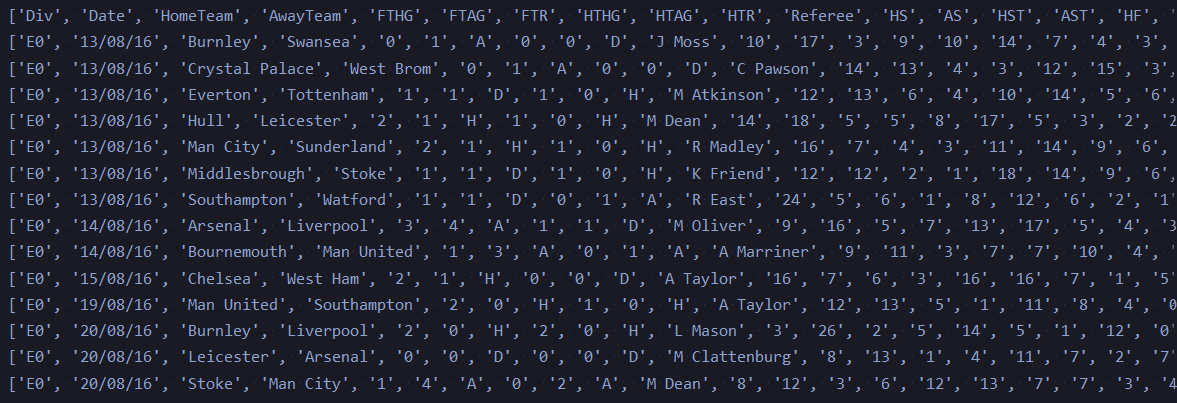 ['Div', 'Date', 'HomeTeam', 'AwayTeam', 'FTHG', 'FTAG', 'FTR', 'HTHG', 'HTAG', 'HTR', 'Referee', 'HS', 'AS', 'HST', 'AST', 'HF', '
['E0', '13/08/16', 'Burnley', 'Swansea', '0', '1', 'A', '0', '0', 'D', 'J Moss', '10', '17', '3', '9', '10', '14', '7', '4', '3',
['E0', '13/08/16', 'Crystal Palace', 'West Brom', '0', '1', 'A', '0', '0', 'D', 'C Pawson', '14', '13', '4', '3', '12', '15', '3',
['E0', '13/08/16', 'Everton', 'Tottenham', '1', '1', 'D', '1', '0', 'H', 'M Atkinson', '12', '13', '6', '4', '10', '14', '5', '6',
['E0', '13/08/16', 'Hull', 'Leicester', '2', '1', 'H', '1', '0', 'H', 'M Dean', '14', '18', '5', '5', '8', '17', '5', '3', '2', '2
['E0', '13/08/16', 'Man City', 'Sunderland', '2', '1', 'H', '1', '0', 'H', 'R Madley', '16', '7', '4', '3', '11', '14', '9', '6',
['E0', '13/08/16', 'Middlesbrough', 'Stoke', '1', '1', 'D', '1', '0', 'H', 'K Friend', '12', '12', '2', '1', '18', '14', '9', '6',
['E0', '13/08/16', 'Southampton', 'Watford', '1', '1', 'D', '0', '1', 'A', 'R East', '24', '5', '6', '1', '8', '12', '6', '2', '1'
['E0', '14/08/16', 'Arsenal', 'Liverpool', '3', '4', 'A', '1', '1', 'D', 'M Oliver', '9', '16', '5', '7', '13', '17', '5', '4', '3
['E0', '14/08/16', 'Bournemouth', 'Man United', '1', '3', 'A', '0', '1', 'A', 'A Marriner', '9', '11', '3', '7', '7', '10', '4', '
['E0', '15/08/16', 'Chelsea', 'West Ham', '2', '1', 'H', '0', '0', 'D', 'A Taylor', '16', '7', '6', '3', '16', '16', '7', '1', '5'
['E0', '19/08/16', 'Man United', 'Southampton', '2', '0', 'H', '1', '0', 'H', 'A Taylor', '12', '13', '5', '1', '11', '8', '4', '0
['E0', '20/08/16', 'Burnley', 'Liverpool', '2', '0', 'H', '2', '0', 'H', 'L Mason', '3', '26', '2', '5', '14', '5', '1', '12', '0'
['E0', '20/08/16', 'Leicester', 'Arsenal', '0', '0', 'D', '0', '0', 'D', 'M Clattenburg', '8', '13', '1', '4', '11', '7', '2', '7'
['E0', '20/08/16', 'Stoke', 'Man City', '1', '4', 'A', '0', '2', 'A', 'M Dean', '8', '12', '3', '6', '12', '13', '7', '7', '3', '4